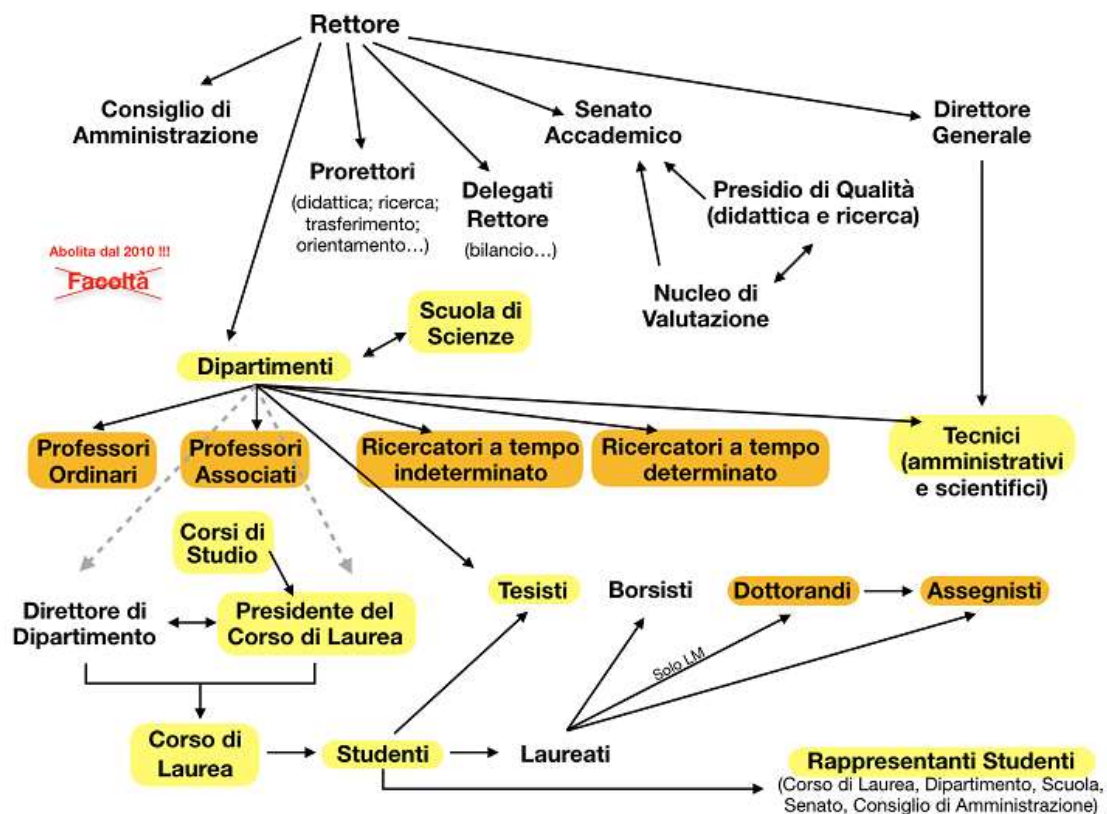 Rettore
Consiglio di
Amministrazione
Senato
Accademico
Direttore
Generale
Prorettori
(didattica; ricerca;
trasferimento;
orientamento...)
Delegati
Rettore
(bilancio...)
Presidio di Qualità
(didattica e ricerca)
Abolita dal 2010 !!!
Facoltà
Nucleo di
Valutazione
Scuola di
Scienze
Dipartimenti
Professori
Ordinari
Professori
Associati
Ricercatori a tempo
indeterminato
Ricercatori a tempo
determinato
Tecnici
(amministrativi
e scientifici)
Corsi di
Studio
Direttore di
Dipartimento
Presidente del
Corso di Laurea
Tesisti
Borsisti
Dottorandi
Assegnisti
Solo LM
Corso di
Laurea
Studenti
Laureati
Rappresentanti Studenti
(Corso di Laurea, Dipartimento, Scuola,
Senato, Consiglio di Amministrazione)